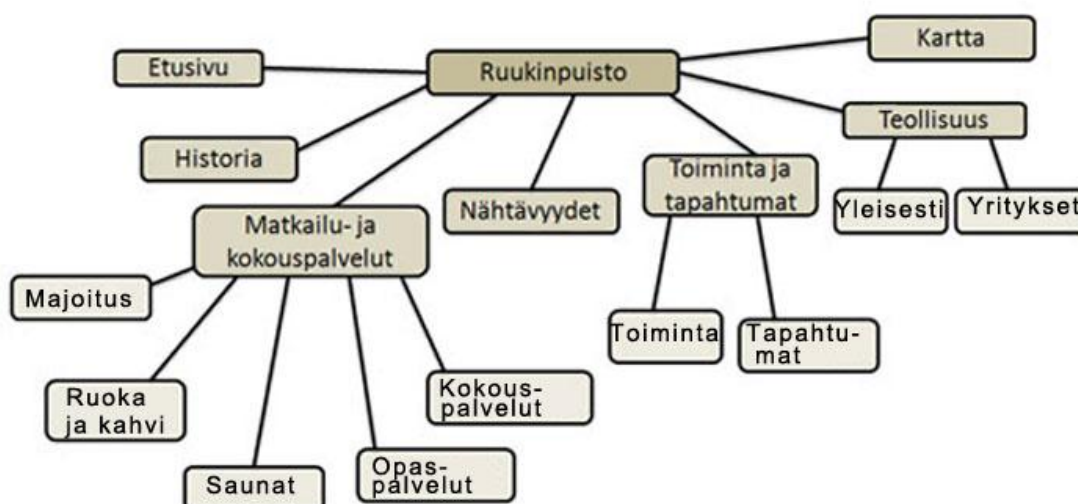 Kartta
Etusivu
Ruukinpuisto
Teollisuus
Historia
Toiminta ja
tapahtumat
Nähtävyydet
Yleisesti
Yritykset
Matkailu- ja
kokouspalvelut
Majoitus
Toiminta
Tapahtu-
mat
Ruoka
ja kahvi
Kokous-
palvelut
Saunat
Opas-
palvelut